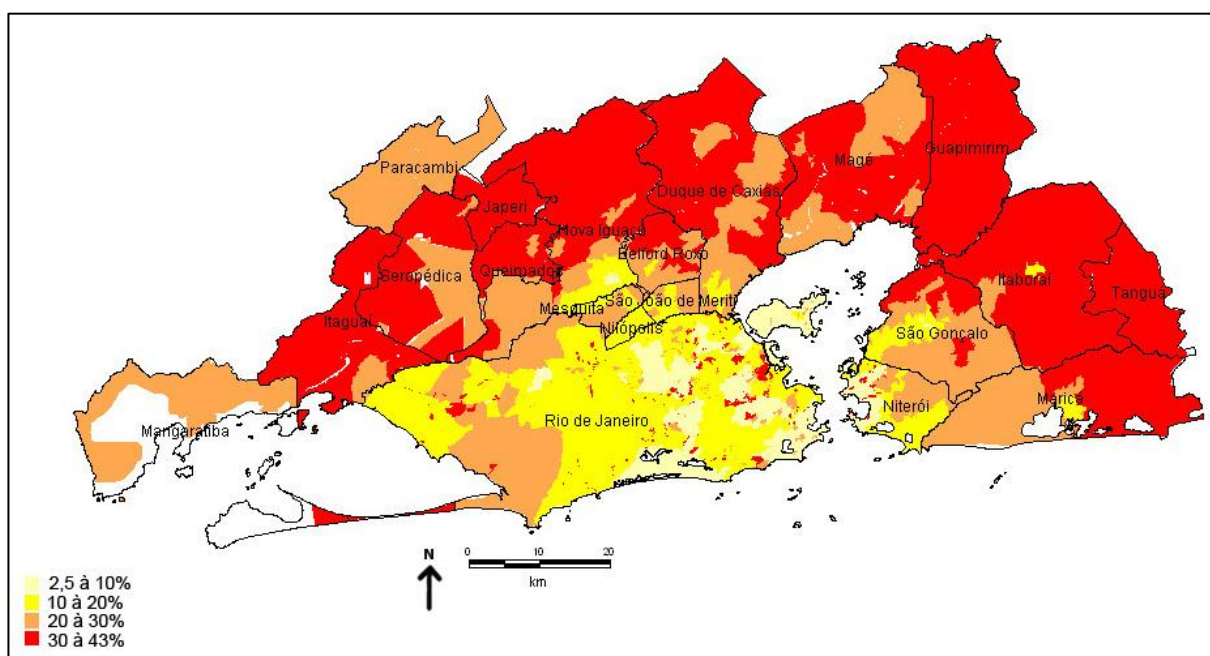 Guapimirim
Magé
Paracambi
Duque de Caxias
Japeri
Nova Iguaçu
Belford Roxo
Seropédica
Queimados
Itaboraí
Tanguá
Mesquita
São João de Meriti
Itaguaí
Nilópolis
São Gonçalo
Maricá
Niterói
Rio de Janeiro
Mangaratiba
N
0 10 20
km
2,5 à 10%
10 à 20%
20 à 30%
30 à 43%